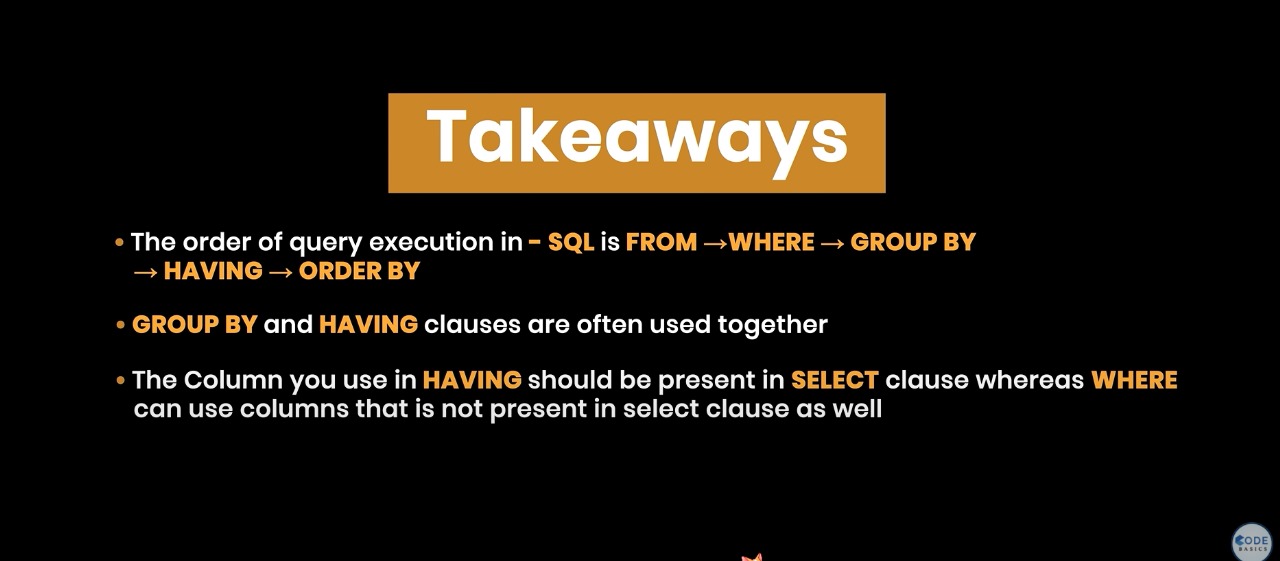 Takeaways
• The order of query execution in - SQL is FROM →WHERE → GROUP BY
→ HAVING → ORDER BY
• GROUP BY and HAVING clauses are often used together
• The Column you use in HAVING should be present in SELECT clause whereas WHERE
can use columns that is not present in select clause as well
CODE
BASICS